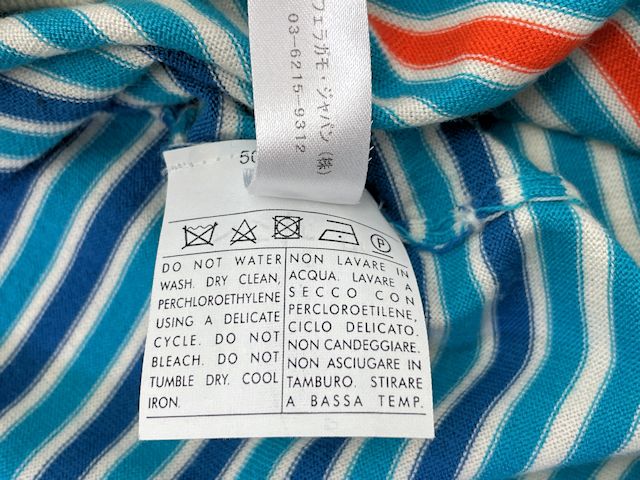 フェラガモ・ジャパン(株)
03-6215-9312
DO NOT WATER
WASH. DRY CLEAN,
PERCHLOROETHYLENE
USING A DELICATE
CYCLE. DO NOT
BLEACH. DO NOT
TUMBLE DRY. COOL
IRON.
NON LAVARE IN
ACQUA. LAVARE A
SECCO CON
PERCLOROETILENE,
CICLO DELICATO.
NON CANDEGGIARE.
NON ASCIUGARE IN
TAMBURO. STIRARE
A BASSA TEMP.
P